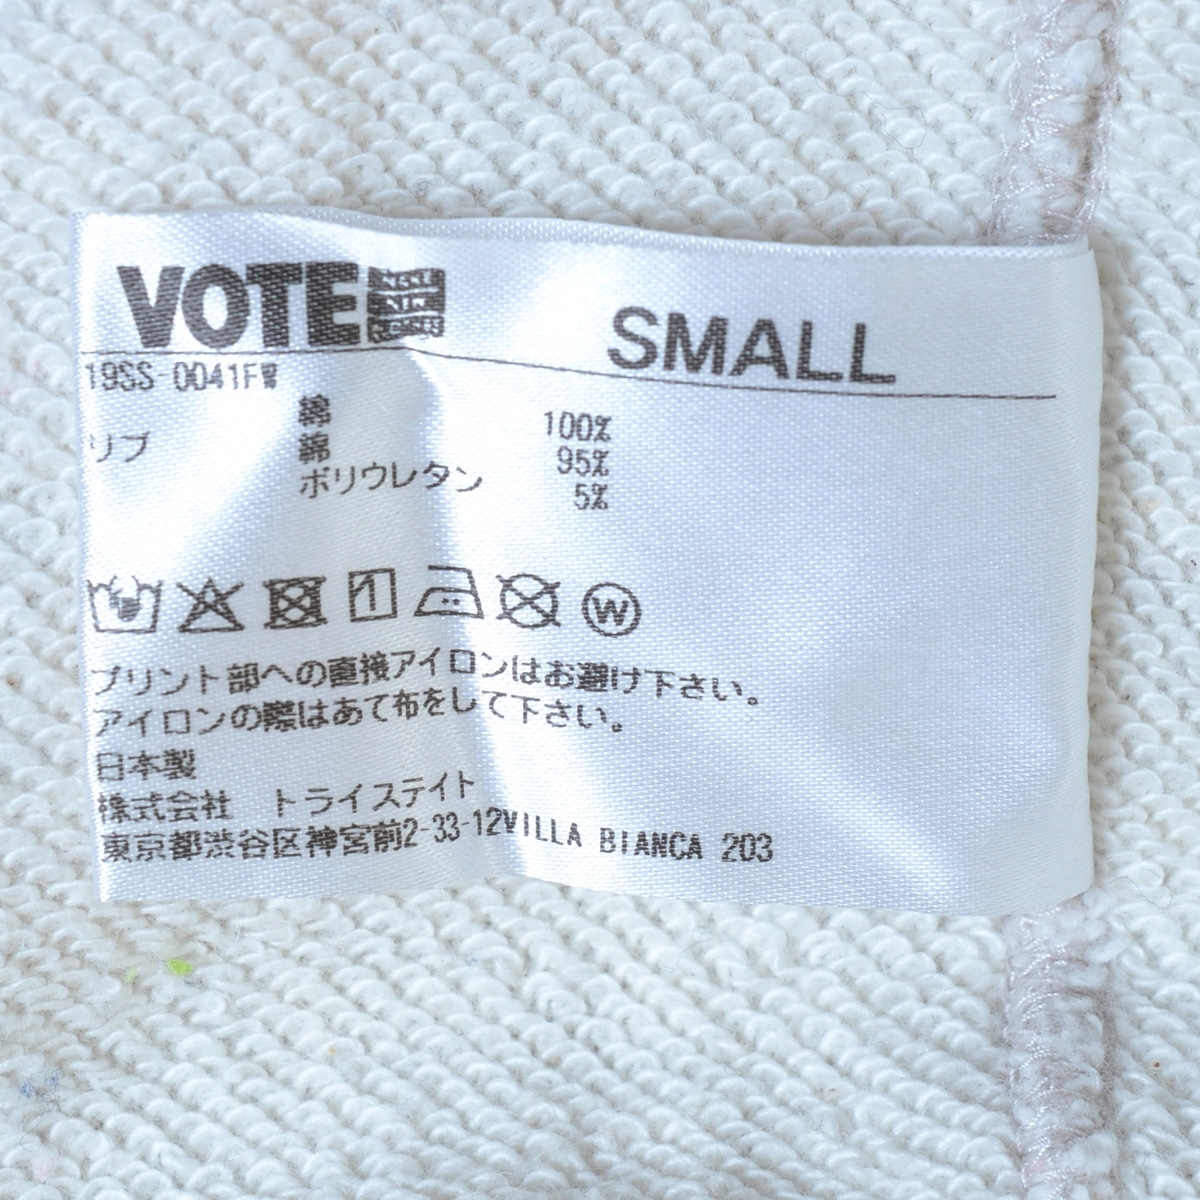 VOTE MAKE NEW CLOTHES
SMALL
19SS-0041FW
綿 100%
リブ 綿 95%
ポリウレタン 5%
W
プリント部への直接アイロンはお避け下さい。
アイロンの際はあて布をして下さい。
日本製
株式会社 トライステイト
東京都渋谷区神宮前2-33-12VILLA BIANCA 203